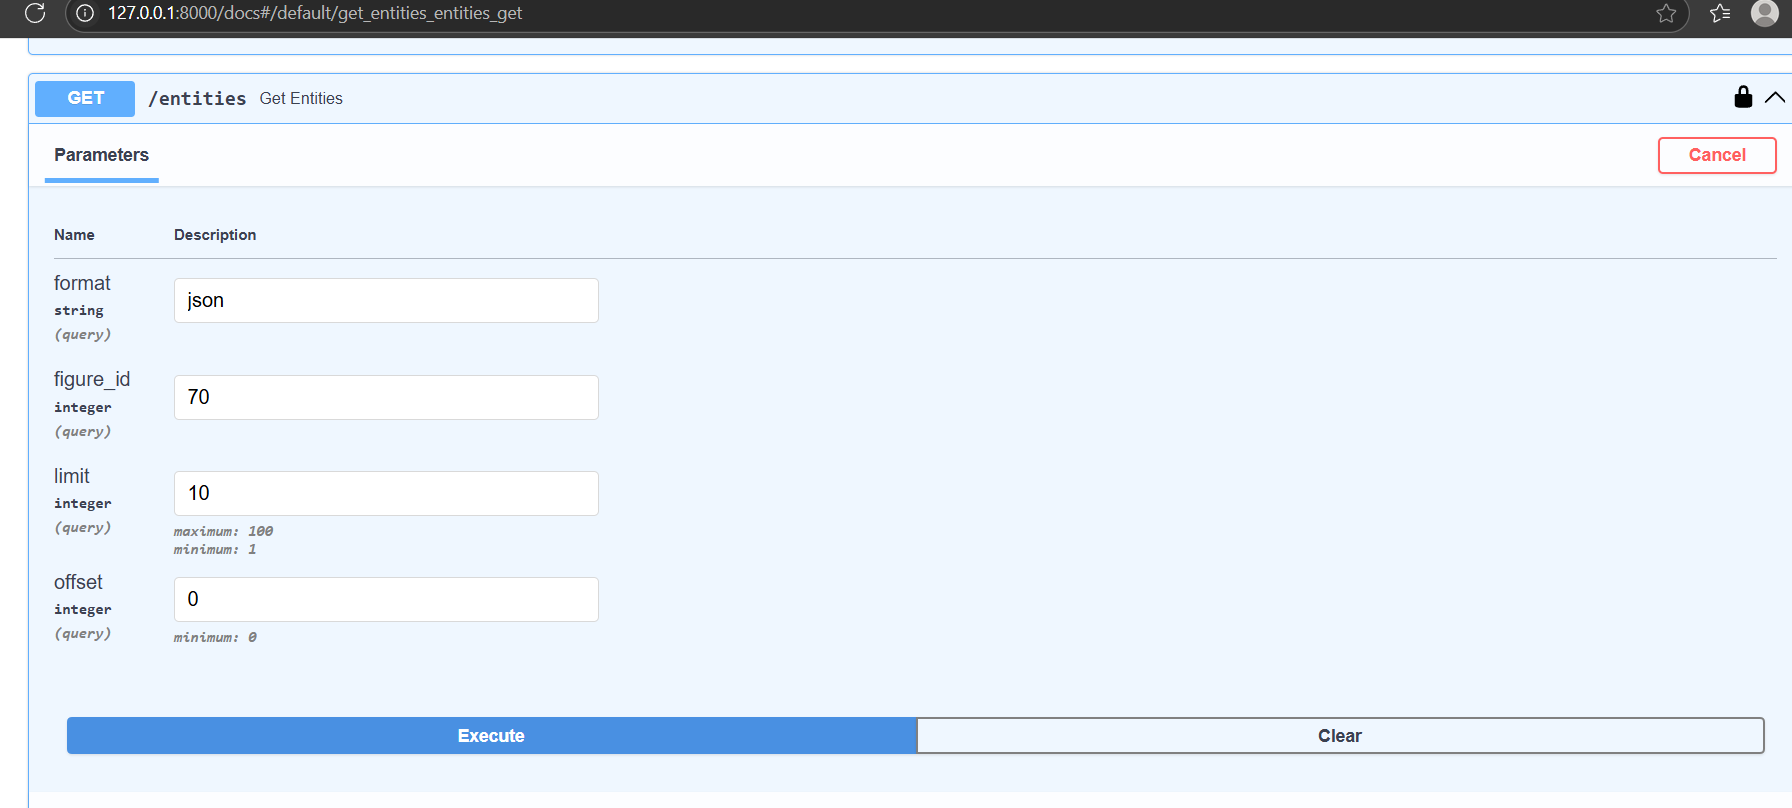 127.0.0.1:8000/docs#/default/get_entities_entities_get
GET /entities Get Entities
Parameters
Cancel
Name Description
format
string
(query)
json
figure_id
integer
(query)
70
limit
integer
(query)
10
maximum: 100
minimum: 1
offset
integer
(query)
0
minimum: 0
Execute
Clear